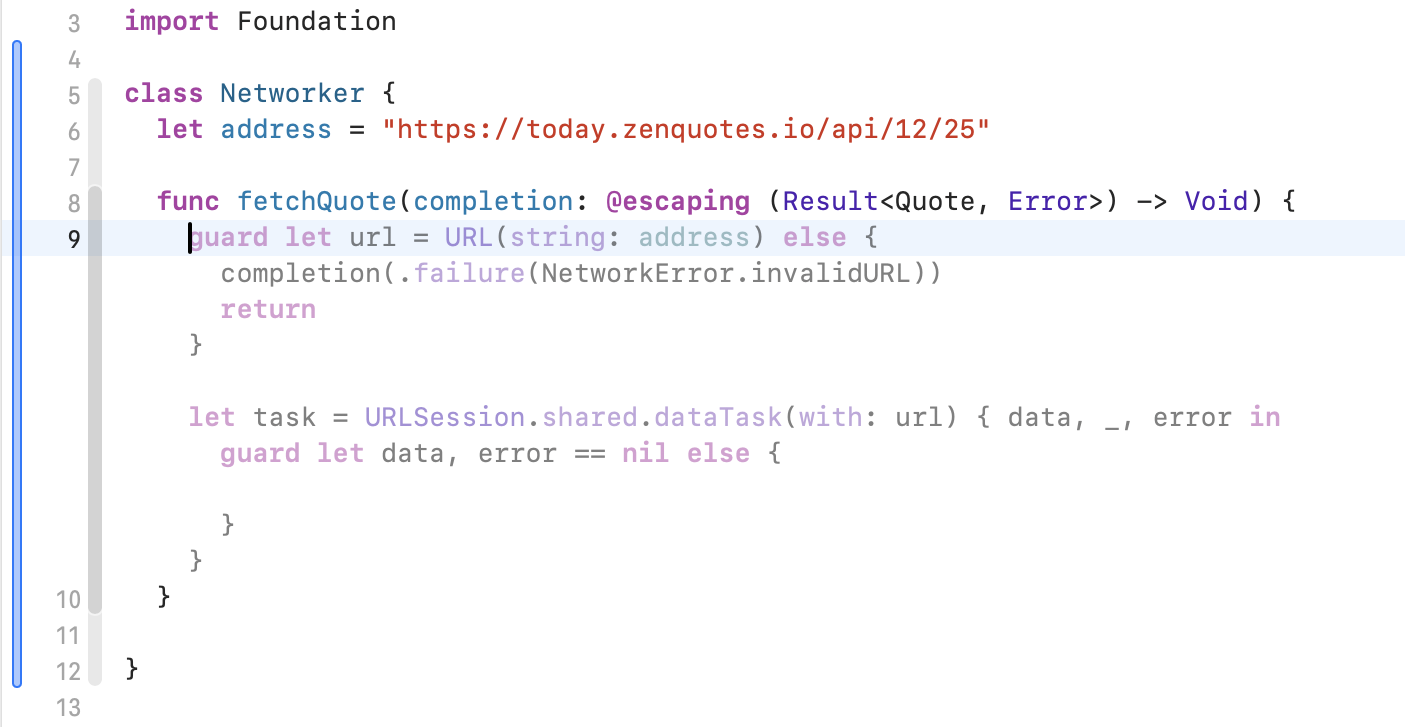 3 import Foundation
4
5 class Networker {
6 let address = "https://today.zenquotes.io/api/12/25"
7
8 func fetchQuote(completion: @escaping (Result<Quote, Error>) -> Void) {
9 guard let url = URL(string: address) else {
completion(.failure(NetworkError.invalidURL))
return
}
let task = URLSession.shared.dataTask(with: url) { data, _, error in
guard let data, error == nil else {
}
}
10 }
11
12 }
13